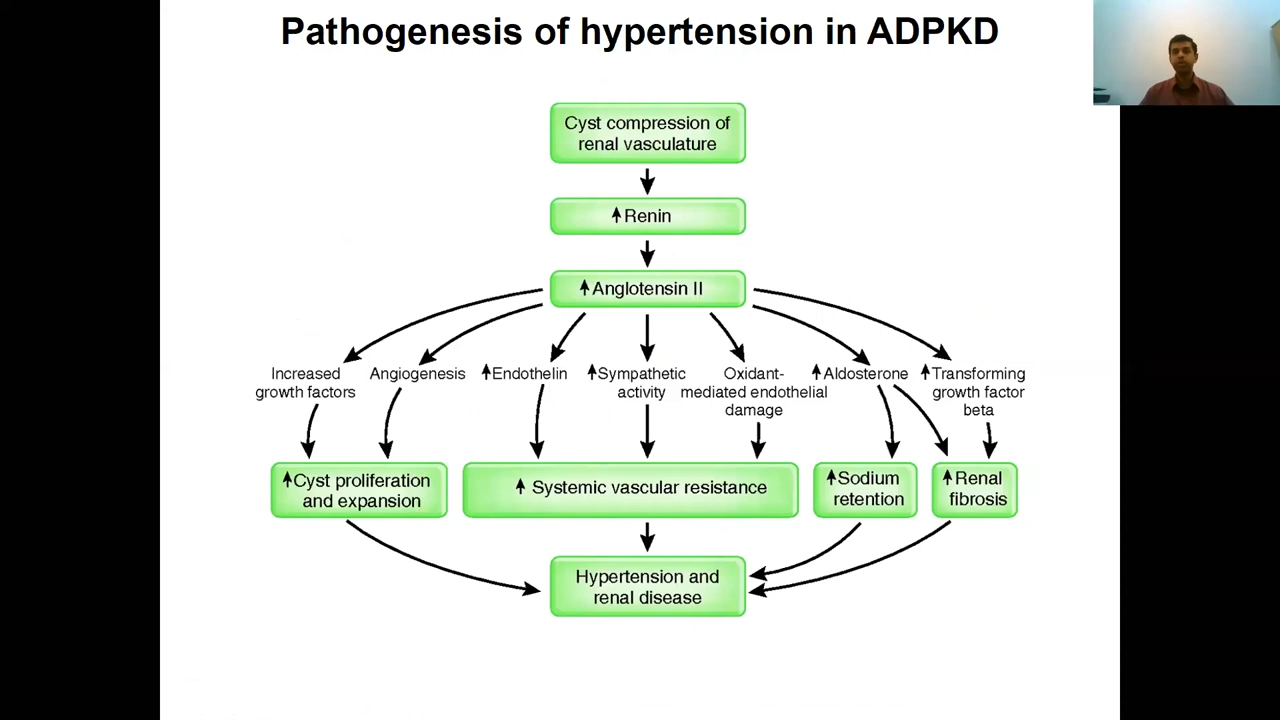 Pathogenesis of hypertension in ADPKD
Cyst compression of
renal vasculature
Renin
Anglotensin II
Increased
growth factors
Angiogenesis
Endothelin
Sympathetic
activity
Oxidant-
mediated endothelial
damage
Aldosterone
Transforming
growth factor
beta
Cyst proliferation
and expansion
Systemic vascular resistance
Sodium
retention
Renal
fibrosis
Hypertension and
renal disease